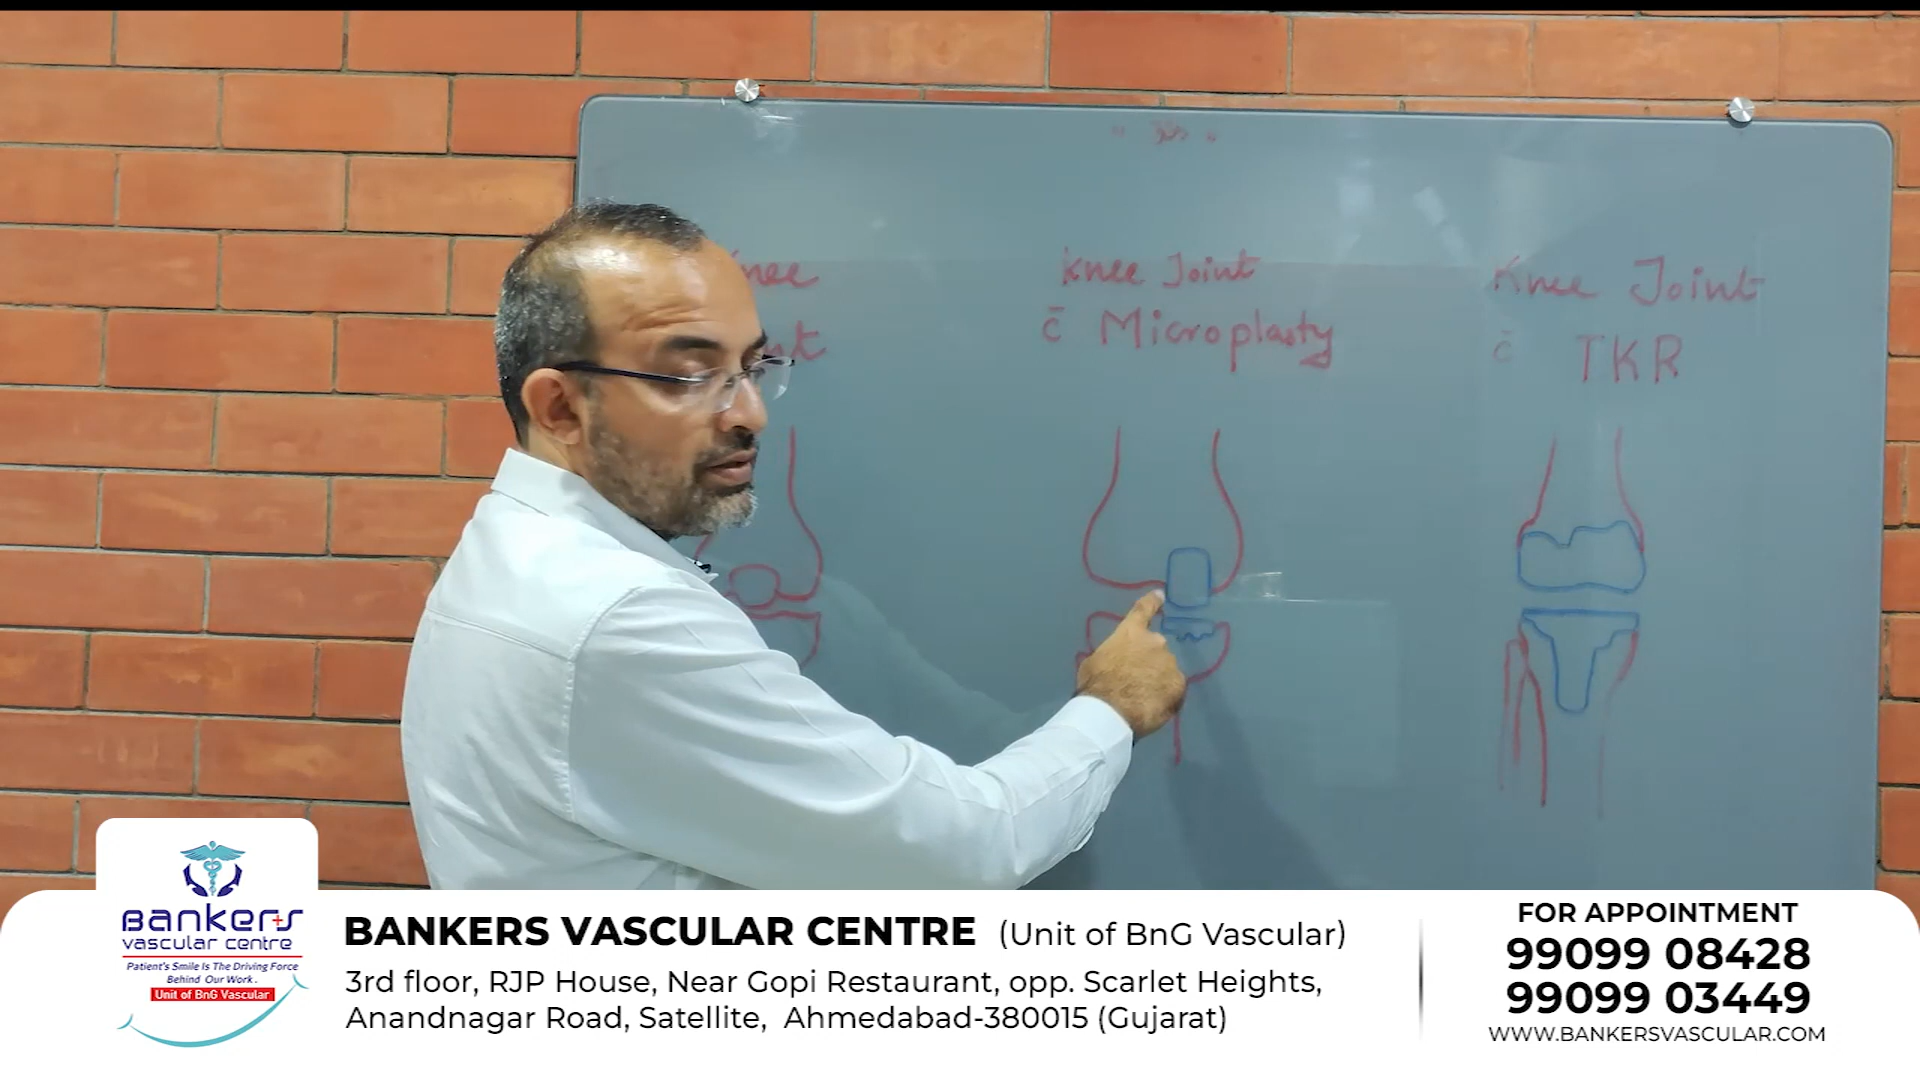 knee
Knee Joint
c̄ Microplasty
Knee Joint
c̄ TKR
Bankers
vascular centre
Patient's Smile Is The Driving Force
Behind Our Work.
Unit of BnG Vascular
BANKERS VASCULAR CENTRE (Unit of BnG Vascular)
3rd floor, RJP House, Near Gopi Restaurant, opp. Scarlet Heights,
Anandnagar Road, Satellite, Ahmedabad-380015 (Gujarat)
FOR APPOINTMENT
99099 08428
99099 03449
WWW.BANKERSVASCULAR.COM